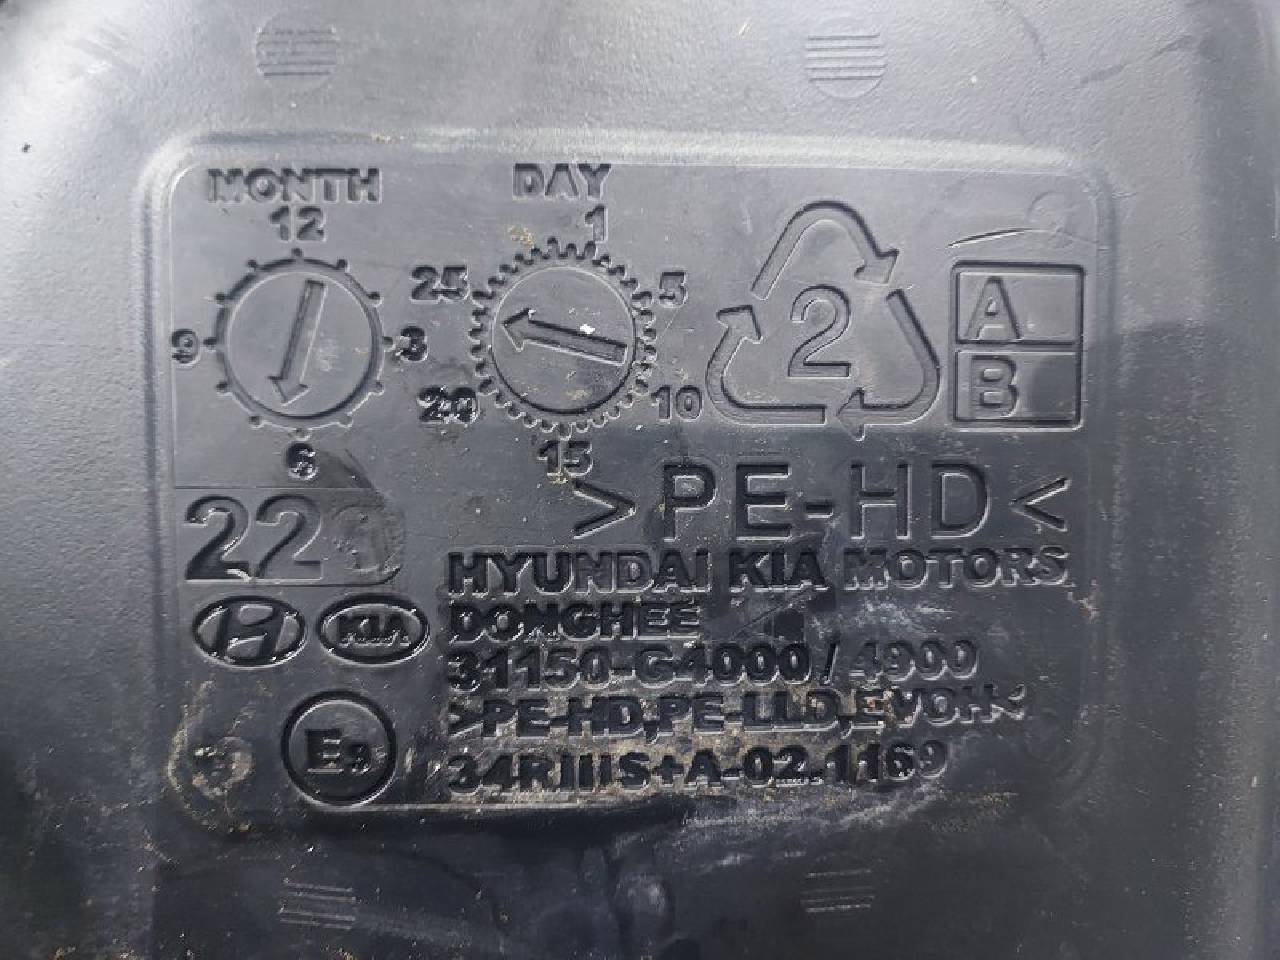 MONTH
DAY
12
1
25
5
9
3
2
A
B
20
10
6
15
22
>PE-HD<
HYUNDAI KIA MOTORS
KIA
DONGHEE
31150-G4000/4900
>PE-HD,PE-LLD,EVOH<
E9
34RIIIS+A-02.1169